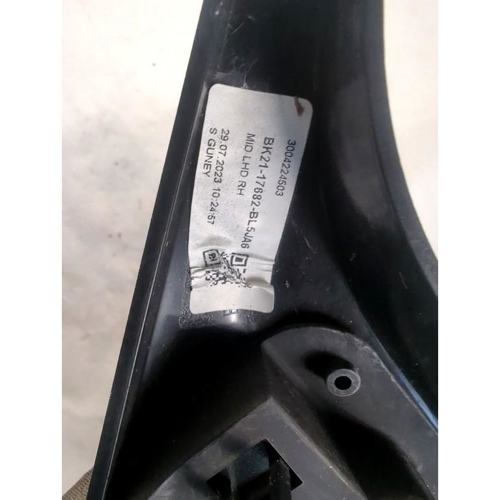 3004224503
BK21-17682-BL5JA6
MID LHD RH
29.07.2023 10:24:57
S GUNEY